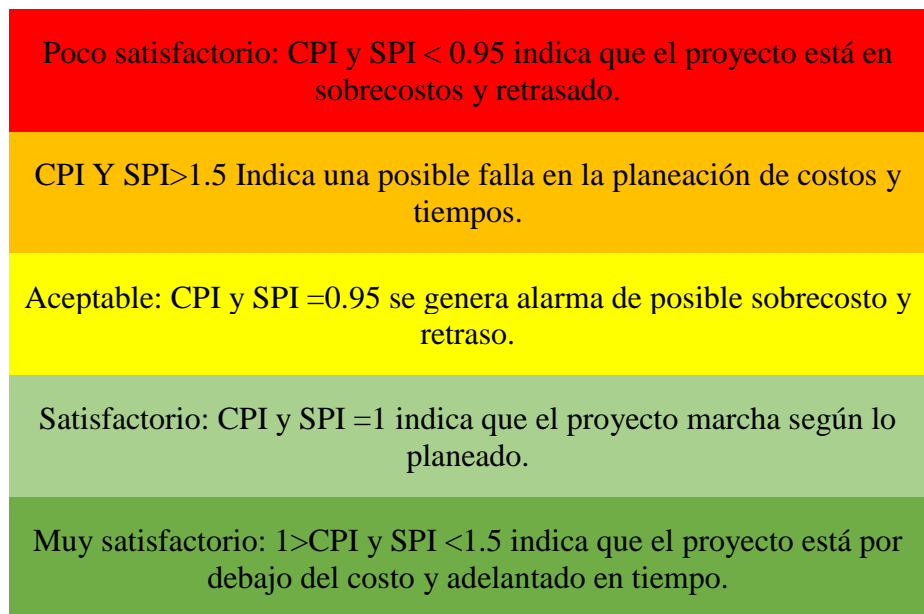 Poco satisfactorio: CPI y SPI < 0.95 indica que el proyecto está en
sobrecostos y retrasado.
CPI Y SPI>1.5 Indica una posible falla en la planeación de costos y
tiempos.
Aceptable: CPI y SPI =0.95 se genera alarma de posible sobrecosto y
retraso.
Satisfactorio: CPI y SPI =1 indica que el proyecto marcha según lo
planeado.
Muy satisfactorio: 1>CPI y SPI <1.5 indica que el proyecto está por
debajo del costo y adelantado en tiempo.